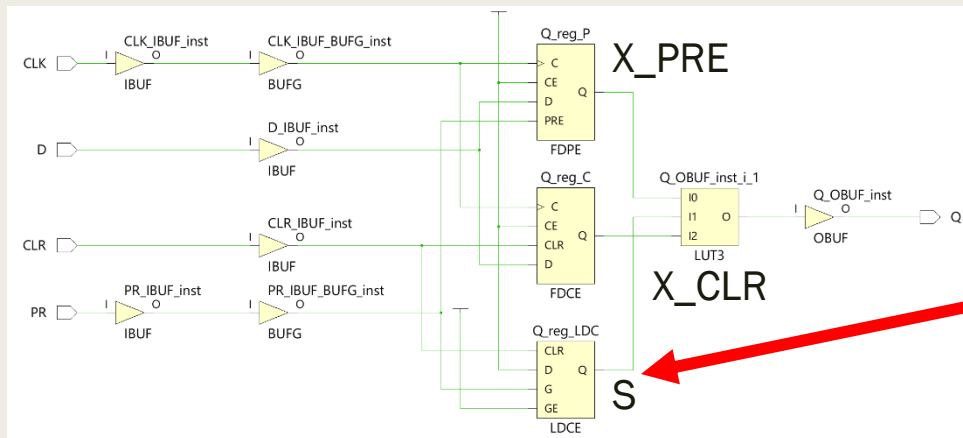 CLK
I
CLK_IBUF_inst
O
IBUF
I
CLK_IBUF_BUFG_inst
O
BUFG
Q_reg_P
C
CE
D
PRE
Q
FDPE
X_PRE
D
I
D_IBUF_inst
O
IBUF
Q_reg_C
C
CE
CLR
D
Q
FDCE
X_CLR
Q_OBUF_inst_i_1
I0
I1
I2
O
LUT3
I
Q_OBUF_inst
O
OBUF
Q
CLR
I
CLR_IBUF_inst
O
IBUF
PR
I
PR_IBUF_inst
O
IBUF
I
PR_IBUF_BUFG_inst
O
BUFG
Q_reg_LDC
CLR
D
G
GE
Q
LDCE
S